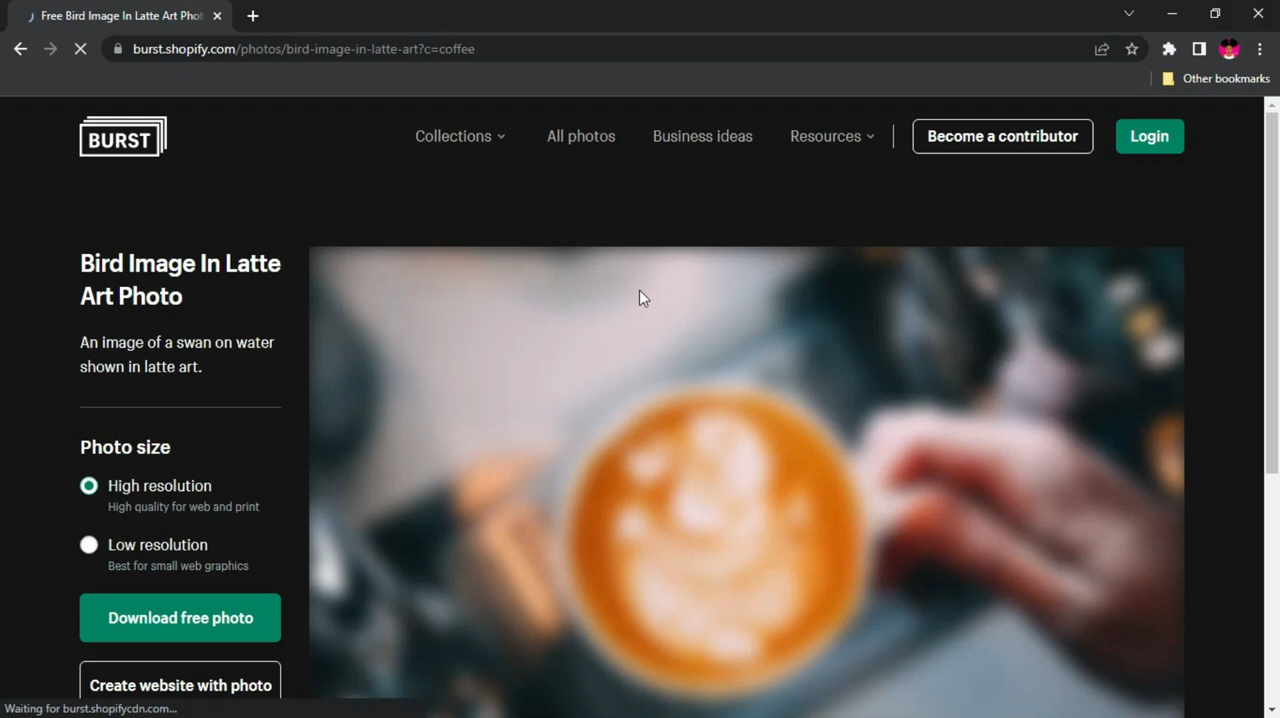 Free Bird Image In Latte Art Phot
burst.shopify.com/photos/bird-image-in-latte-art?c=coffee
Other bookmarks
BURST
Collections
All photos
Business ideas
Resources
Become a contributor
Login
Bird Image In Latte
Art Photo
An image of a swan on water
shown in latte art.
Photo size
High resolution
High quality for web and print
Low resolution
Best for small web graphics
Download free photo
Create website with photo
Waiting for burst.shopifycdn.com...